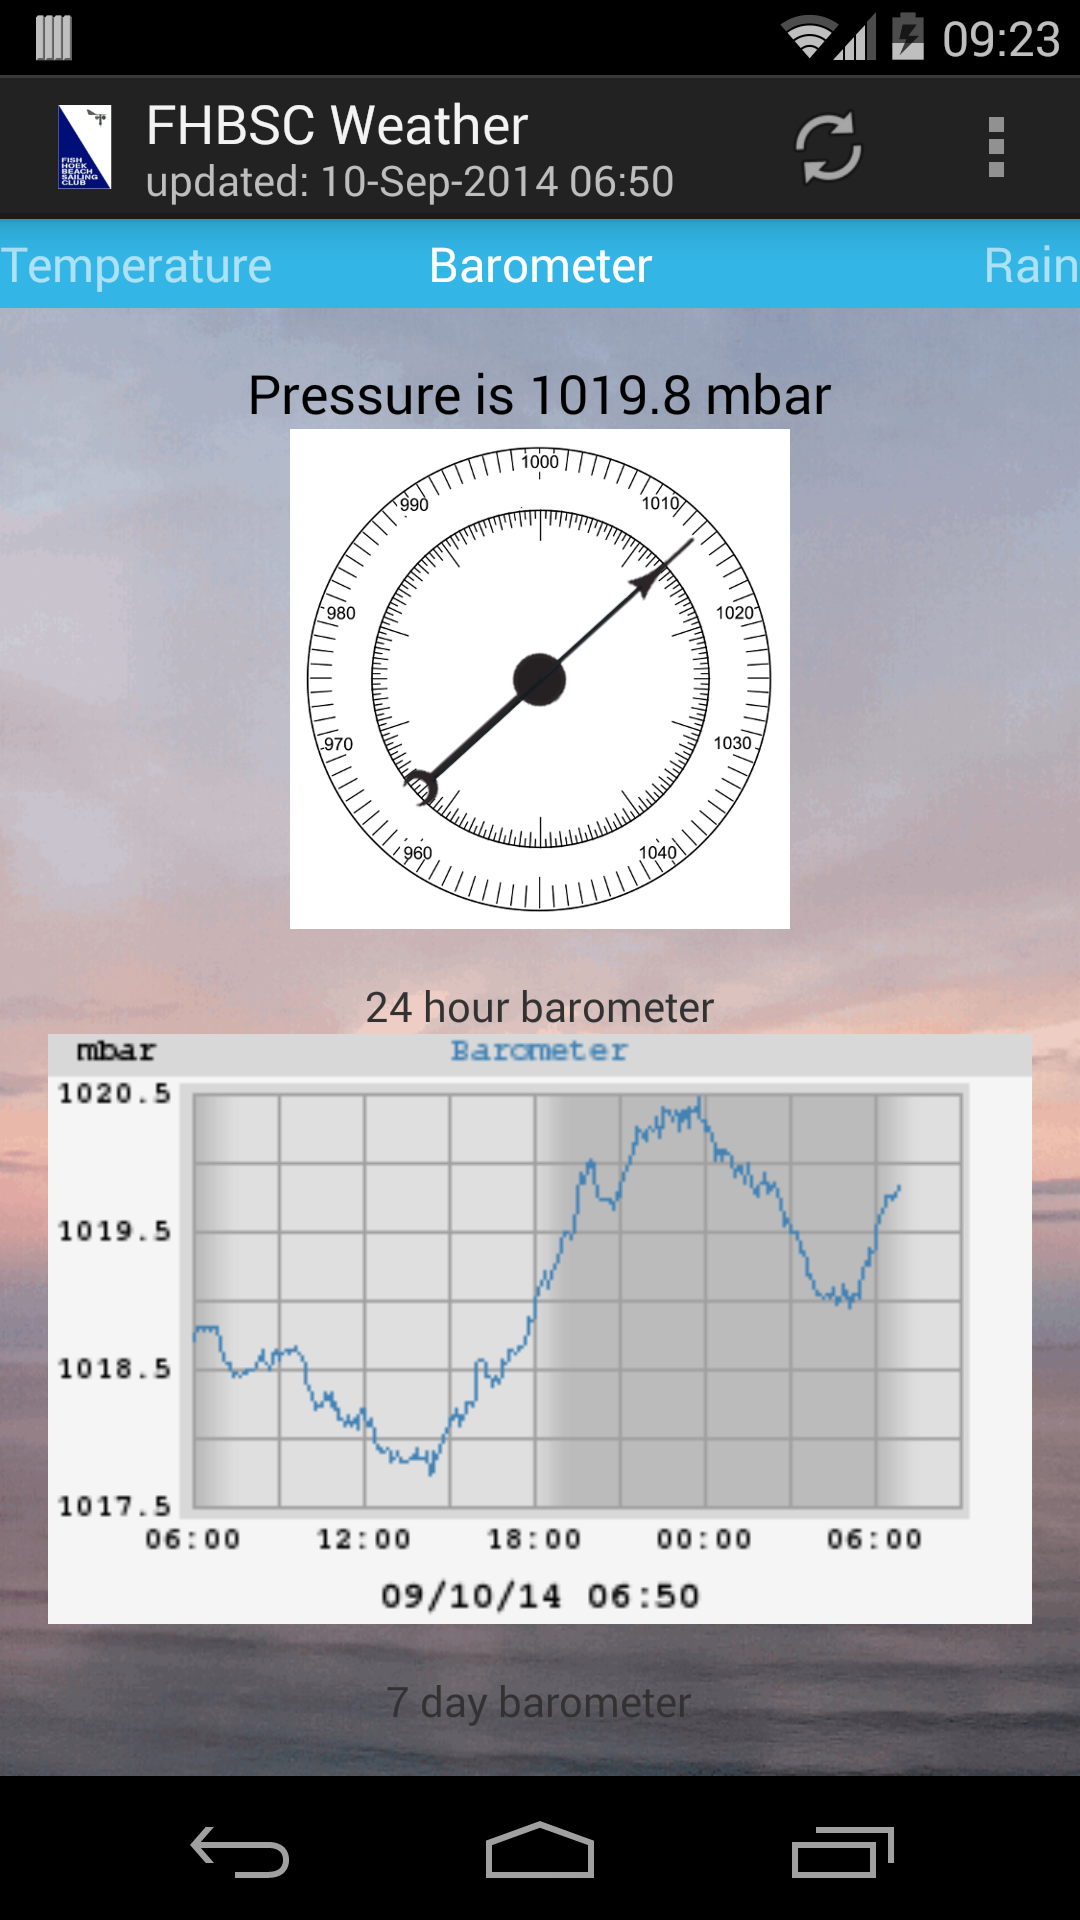 09:23
FISH
HOEK
BEACH
SAILING
CLUB
FHBSC Weather
updated: 10-Sep-2014 06:50
Temperature Barometer Rain
Pressure is 1019.8 mbar
1000
990 1010
980 1020
970 1030
960 1040
24 hour barometer
mbar Barometer
1020.5
1019.5
1018.5
1017.5
06:00 12:00 18:00 00:00 06:00
09/10/14 06:50
7 day barometer